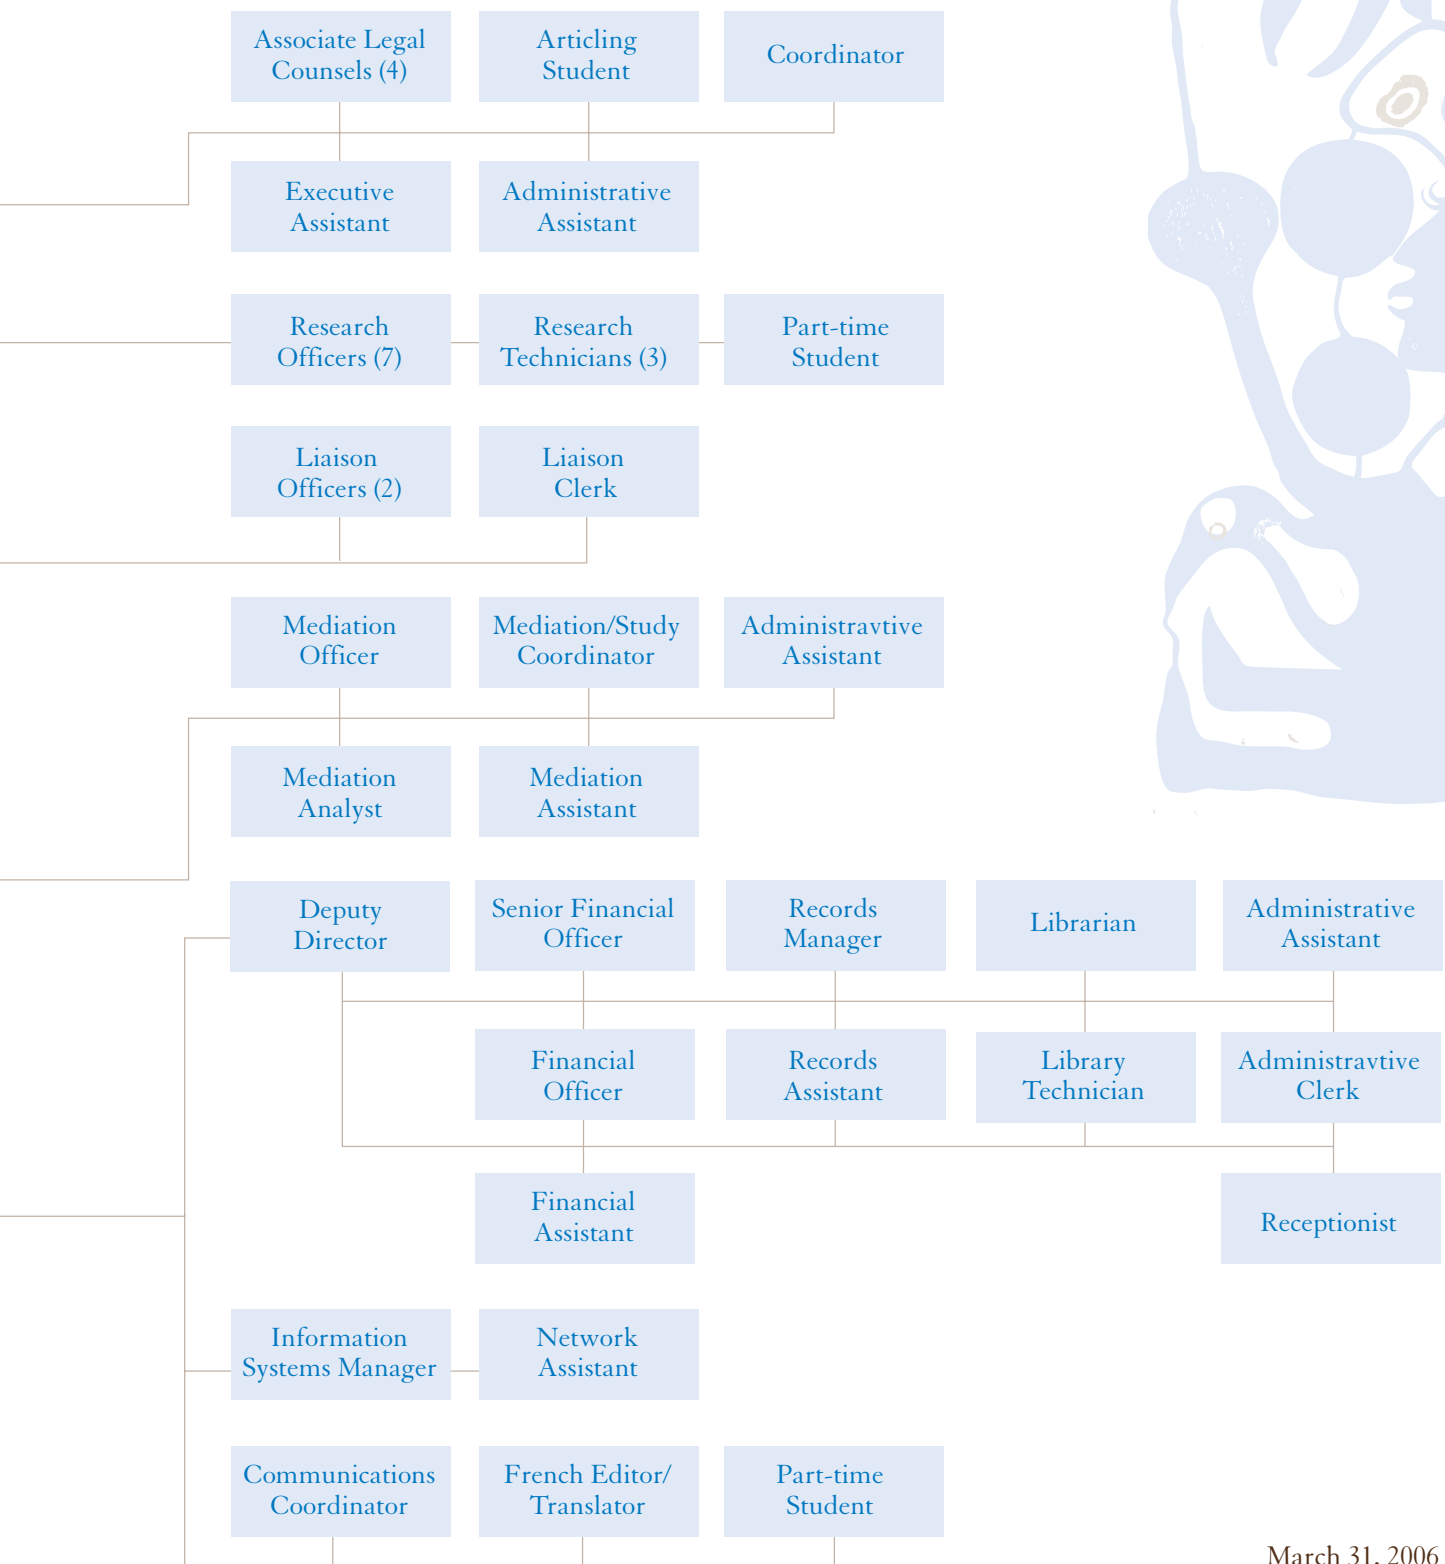 Associate Legal
Counsels (4)
Articling
Student
Coordinator
Executive
Assistant
Administrative
Assistant
Research
Officers (7)
Research
Technicians (3)
Part-time
Student
Liaison
Officers (2)
Liaison
Clerk
Mediation
Officer
Mediation/Study
Coordinator
Administravtive
Assistant
Mediation
Analyst
Mediation
Assistant
Deputy
Director
Senior Financial
Officer
Records
Manager
Librarian
Administrative
Assistant
Financial
Officer
Records
Assistant
Library
Technician
Administravtive
Clerk
Financial
Assistant
Receptionist
Information
Systems Manager
Network
Assistant
Communications
Coordinator
French Editor/
Translator
Part-time
Student
March 31, 2006